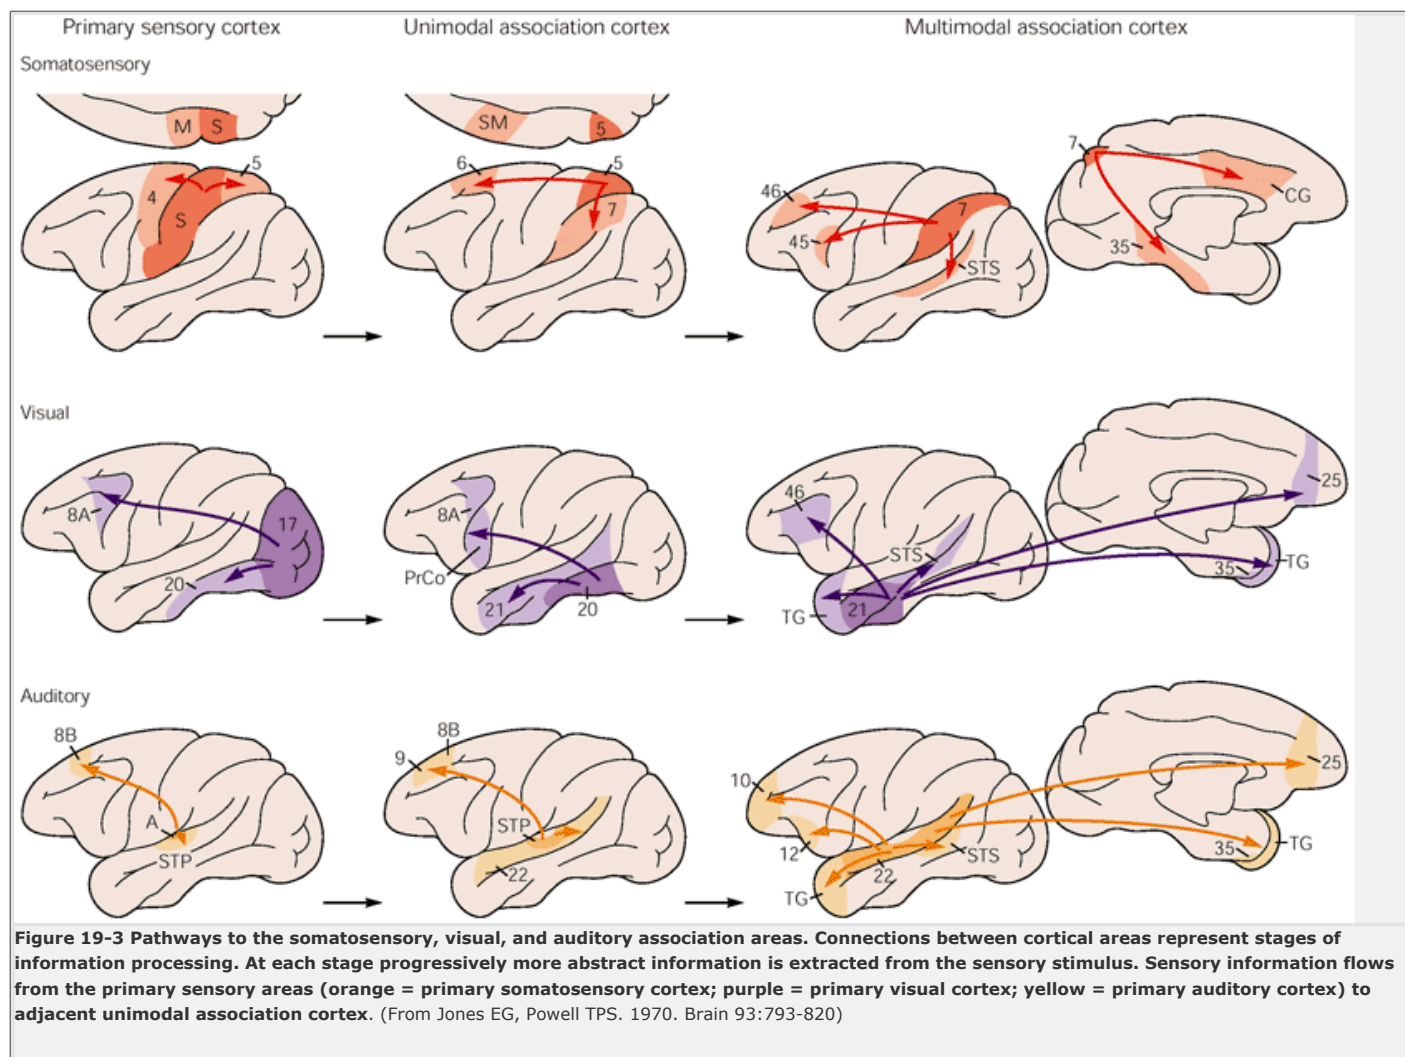 Primary sensory cortex
Unimodal association cortex
Multimodal association cortex
Somatosensory
M S
5
4
S
SM
5
6
5
7
46
45
7
STS
7
CG
35
Visual
8A
17
20
8A
PrCo
21
20
46
STS
TG
21
25
35
TG
Auditory
8B
A
STP
8B
9
STP
22
10
12
22
STS
TG
25
35
TG
Figure 19-3 Pathways to the somatosensory, visual, and auditory association areas. Connections between cortical areas represent stages of
information processing. At each stage progressively more abstract information is extracted from the sensory stimulus. Sensory information flows
from the primary sensory areas (orange = primary somatosensory cortex; purple = primary visual cortex; yellow = primary auditory cortex) to
adjacent unimodal association cortex. (From Jones EG, Powell TPS. 1970. Brain 93:793-820)